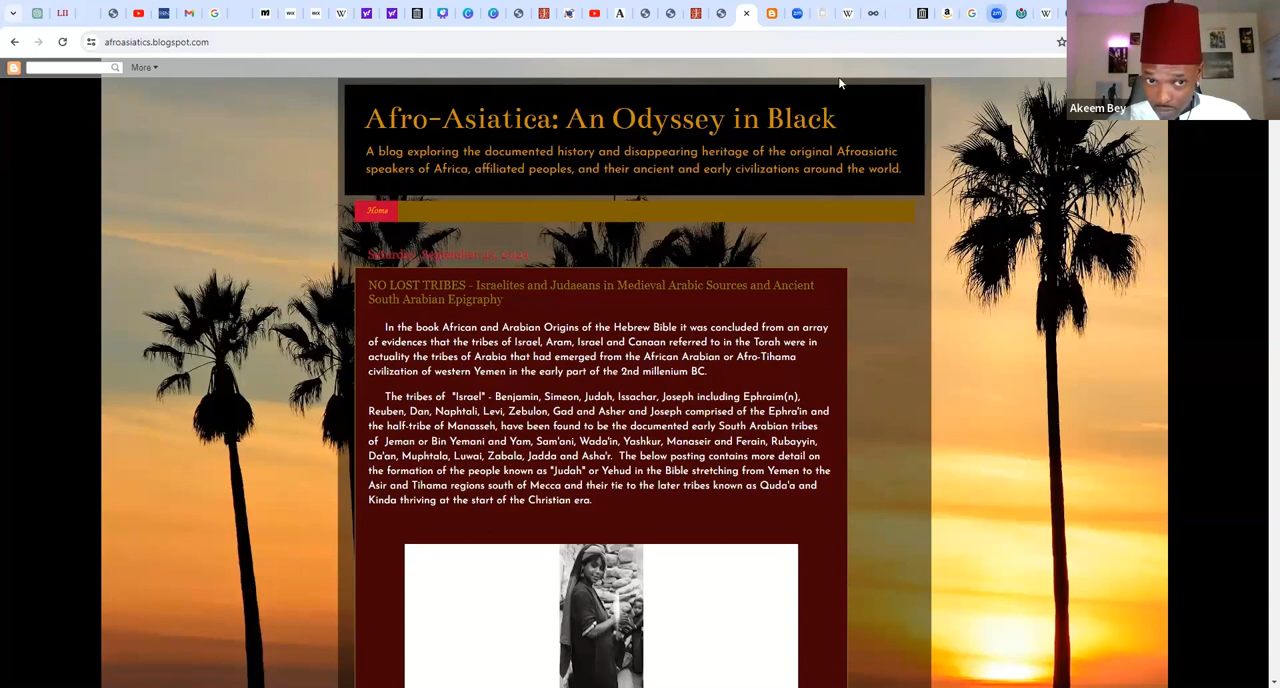 afroasiatics.blogspot.com
More
Akeem Bey
Afro-Asiatica: An Odyssey in Black
A blog exploring the documented history and disappearing heritage of the original Afroasiatic
speakers of Africa, affiliated peoples, and their ancient and early civilizations around the world.
Home
Saturday, September
NO LOST TRIBES - Israelites and Judaeans in Medieval Arabic Sources and Ancient
South Arabian Epigraphy
In the book African and Arabian Origins of the Hebrew Bible it was concluded from an array
of evidences that the tribes of Israel, Aram, Israel and Canaan referred to in the Torah were in
actuality the tribes of Arabia that had emerged from the African Arabian or Afro-Tihama
civilization of western Yemen in the early part of the 2nd millenium BC.
The tribes of "Israel" - Benjamin, Simeon, Judah, Issachar, Joseph including Ephraim(n),
Reuben, Dan, Naphtali, Levi, Zebulon, Gad and Asher and Joseph comprised of the Ephra'in and
the half-tribe of Manasseh, have been found to be the documented early South Arabian tribes
of Jeman or Bin Yemani and Yam, Sam'ani, Wada'in, Yashkur, Manaseir and Ferain, Rubayyin,
Da'an, Muphtala, Luwai, Zabala, Jadda and Asha'r. The below posting contains more detail on
the formation of the people known as "Judah" or Yehud in the Bible stretching from Yemen to the
Asir and Tihama regions south of Mecca and their tie to the later tribes known as Quda'a and
Kinda thriving at the start of the Christian era.